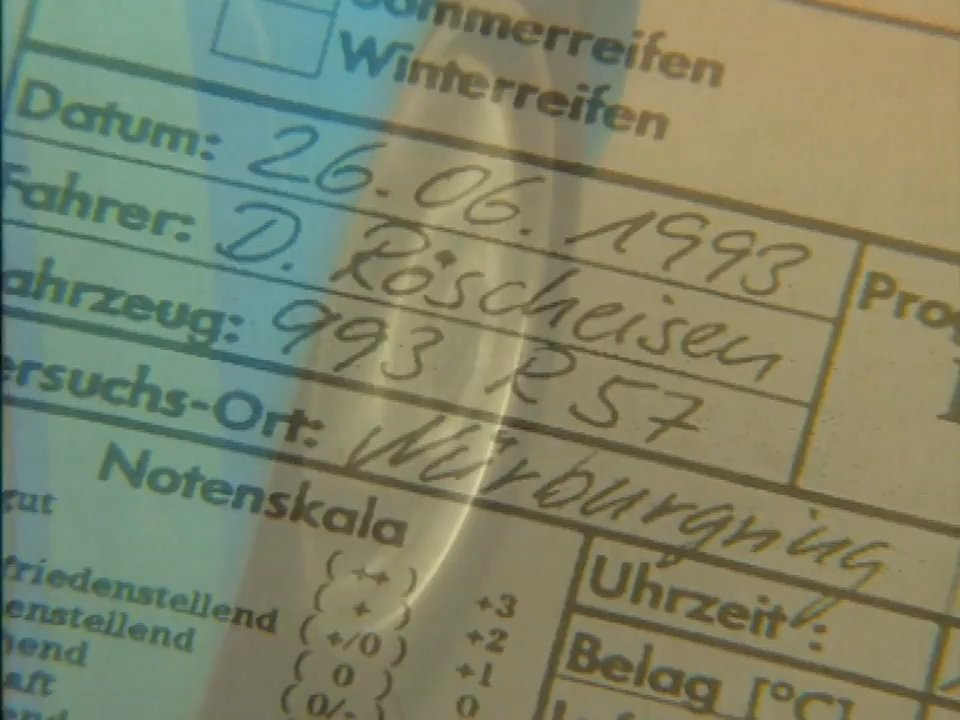 Sommerreifen
Winterreifen
Datum: 26.06.1993
Fahrer: D. Röscheisen
ahrzeug: 993 R 57
Pro
ersuchs-Ort: Nürburgring
Notenskala
gut ( ++ ) +3
friedenstellend ( + ) +2
enstellend ( +/0 ) +1
hend ( 0 ) 0
aft ( 0/-
end
Uhrzeit:
Belag [°C]